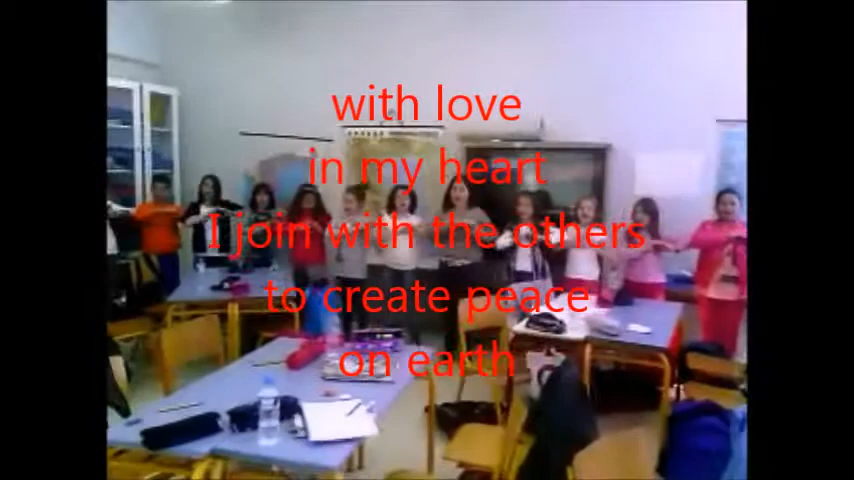 with love
in my heart
I join with the others
to create peace
on earth